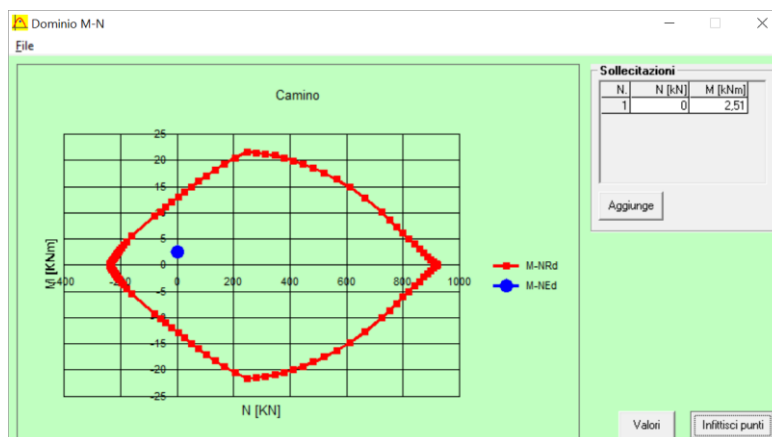 Dominio M-N
File
Camino
25
20
15
10
5
0
-5
-10
-15
-20
-25
-400
-200
0
200
400
600
800
1000
M [KNm]
N [KN]
M-NRd
M-NEd
Sollecitazioni
N. N [kN] M [kNm]
1 0 2,51
Aggiunge
Valori
Infittisci punti